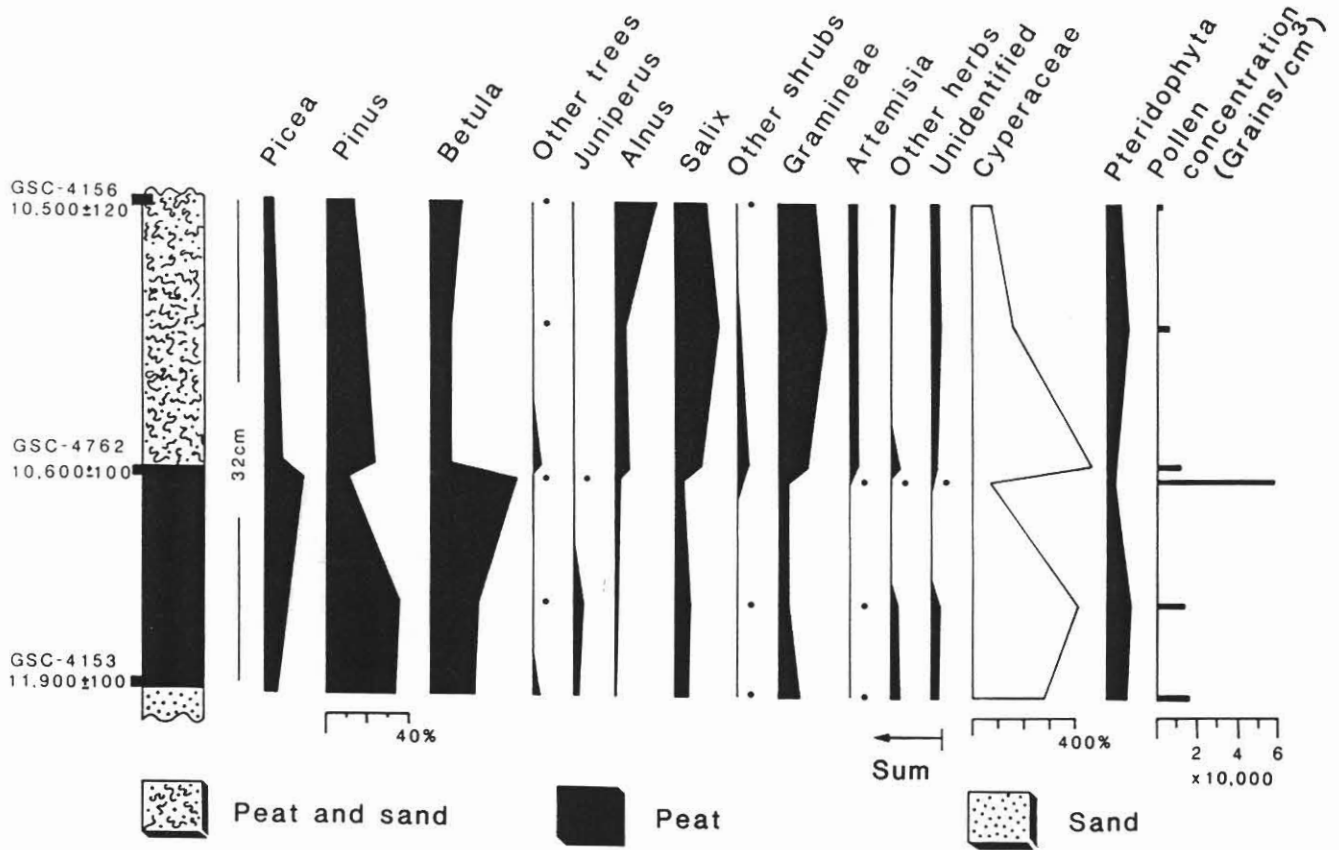 Picea
Pinus
Betula
Other trees
Juniperus
Alnus
Salix
Other shrubs
Gramineae
Artemisia
Other herbs
Unidentified
Cyperaceae
Pteridophyta
Pollen
concentration
(Grains/cm³)
GSC-4156
10.500±120
GSC-4762
10.600±100
GSC-4153
11.900±100
32cm
40%
Sum
400%
2 4 6
x10,000
Peat and sand
Peat
Sand